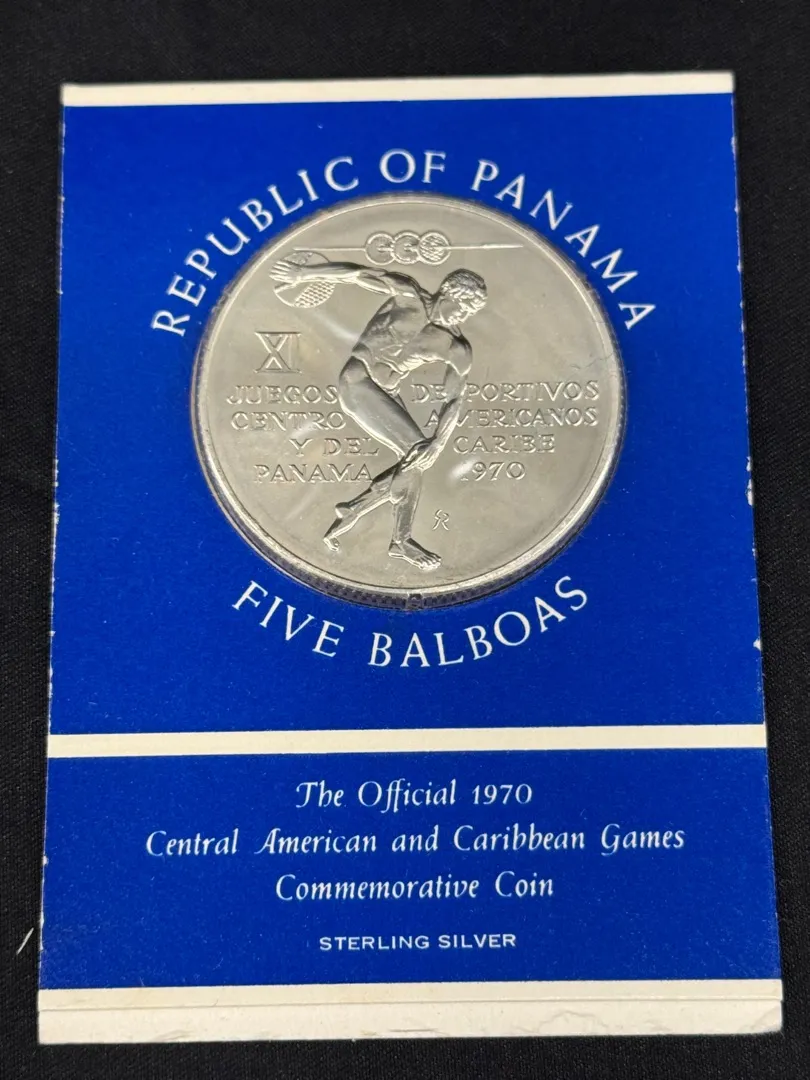 REPUBLIC OF PANAMA
XI
JUEGOS DEPORTIVOS
CENTRO AMERICANOS
Y DEL CARIBE
PANAMA 1970
FIVE BALBOAS
The Official 1970
Central American and Caribbean Games
Commemorative Coin
STERLING SILVER